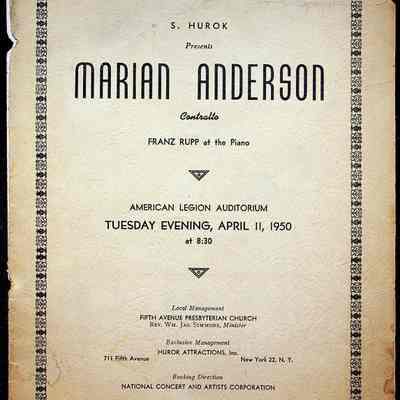 S. HUROK
Presents
MARIAN ANDERSON
Contralto
FRANZ RUPP at the Piano
AMERICAN LEGION AUDITORIUM
TUESDAY EVENING, APRIL 11, 1950
at 8:30
Local Management
FIFTH AVENUE PRESBYTERIAN CHURCH
REV. WM. JAS. SIMMONS, Minister
Exclusive Management
HUROK ATTRACTIONS, Inc.
711 Fifth Avenue New York 22, N. Y.
Booking Direction
NATIONAL CONCERT AND ARTISTS CORPORATION